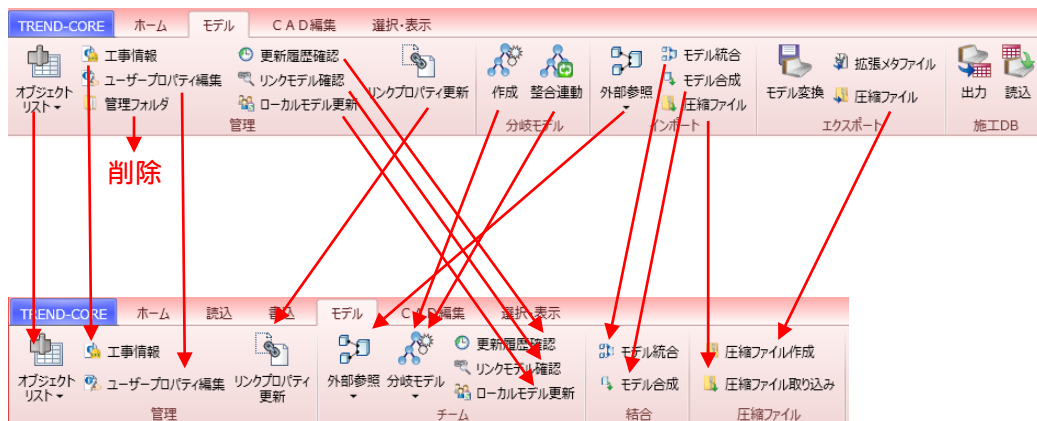 TREND-CORE ホーム モデル CAD編集 選択・表示
オブジェクト
リスト
工事情報
ユーザープロパティ編集
管理フォルダ
更新履歴確認
リンクモデル確認
ローカルモデル更新
リンクプロパティ更新
管理
作成 整合連動
分岐モデル
外部参照
モデル統合
モデル合成
圧縮ファイル
インポート
モデル変換
拡張メタファイル
圧縮ファイル
エクスポート
出力 読込
施工DB
削除
TREND-CORE ホーム 読込 書込 モデル CAD編集 選択・表示
オブジェクト
リスト
工事情報
ユーザープロパティ編集
リンクプロパティ
更新
管理
外部参照 分岐モデル
更新履歴確認
リンクモデル確認
ローカルモデル更新
チーム
モデル統合
モデル合成
結合
圧縮ファイル作成
圧縮ファイル取り込み
圧縮ファイル